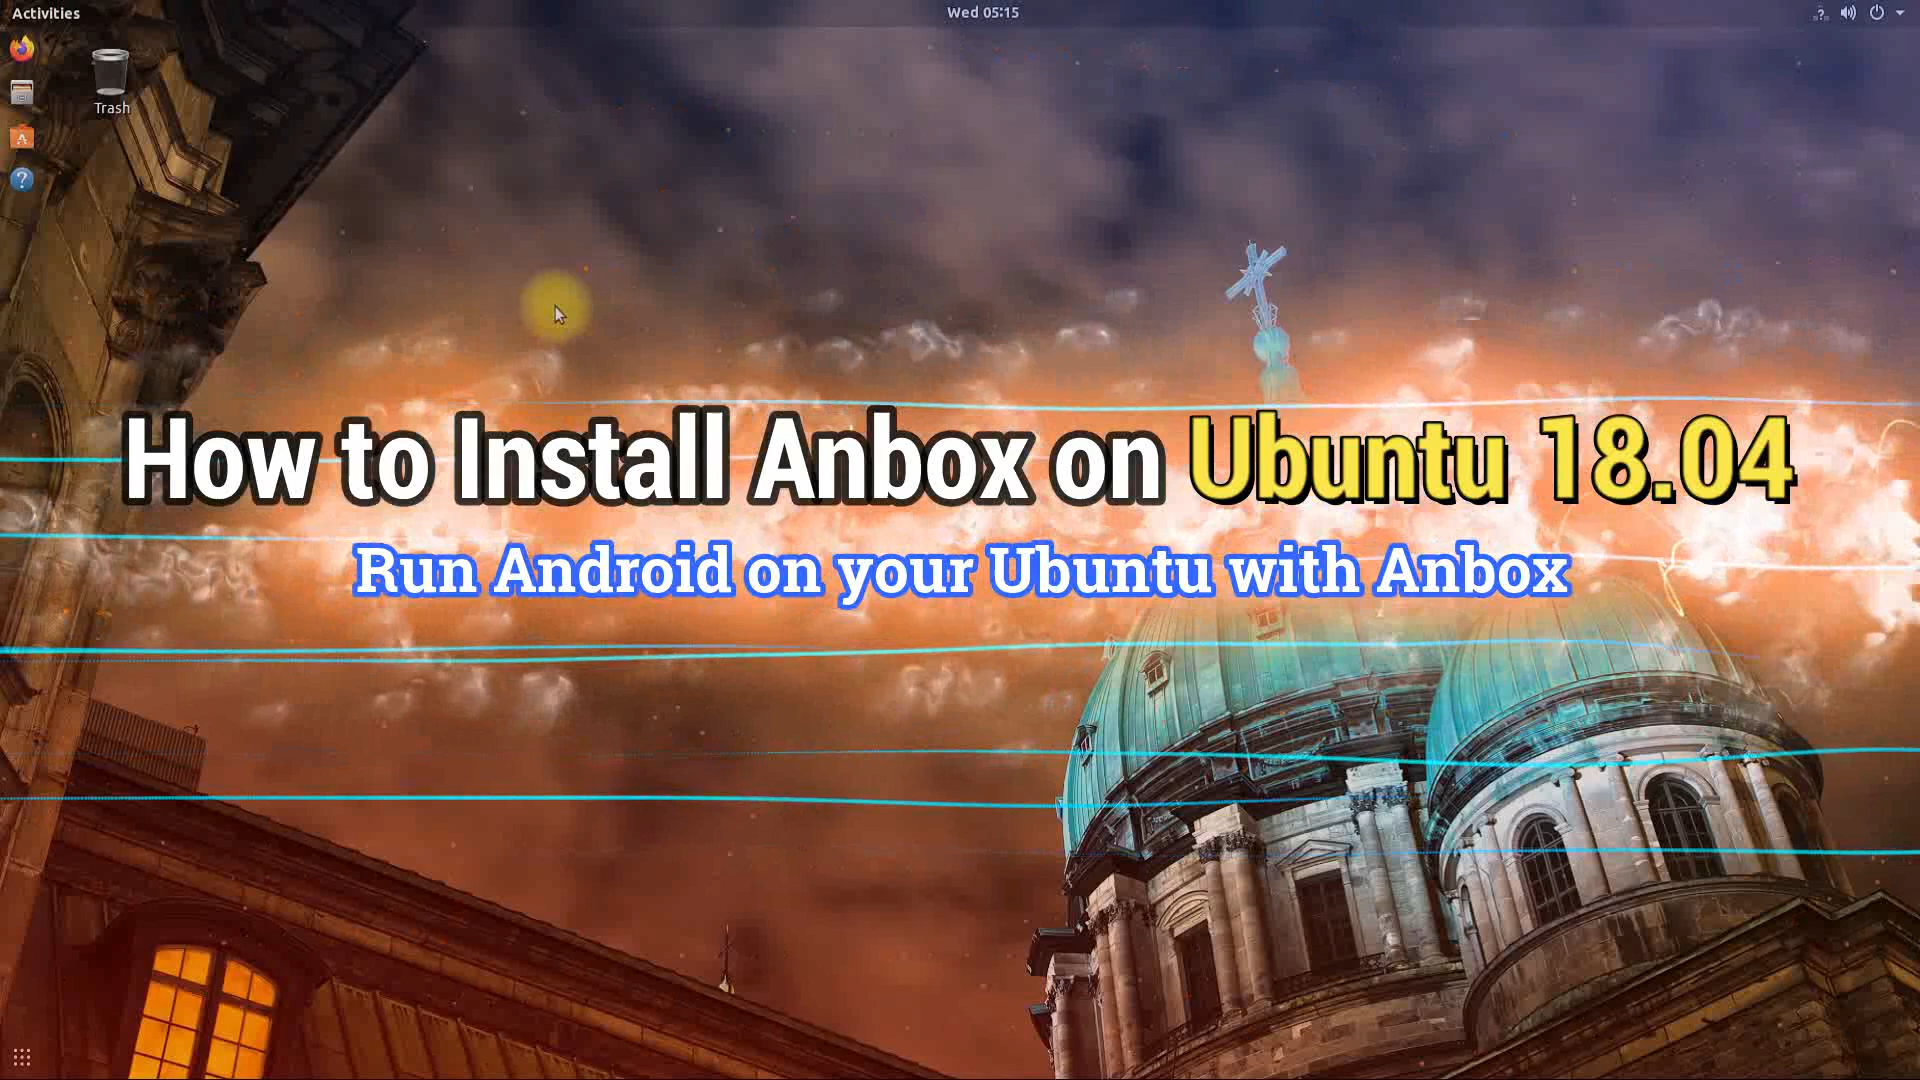 Activities
Wed 05:15
Trash
How to Install Anbox on Ubuntu 18.04
Run Android on your Ubuntu with Anbox